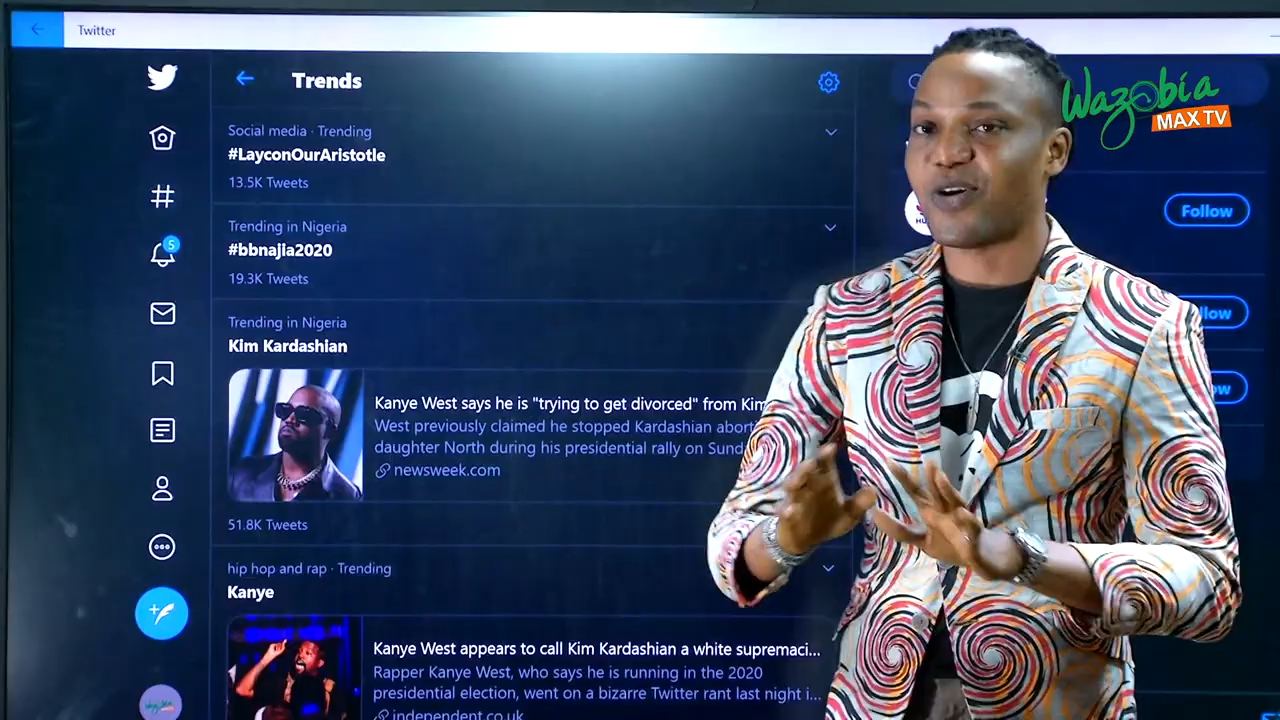 Twitter
Trends
Wazobia
MAX TV
Social media · Trending
#LayconOurAristotle
13.5K Tweets
Trending in Nigeria
#bbnajia2020
19.3K Tweets
Trending in Nigeria
Kim Kardashian
Kanye West says he is "trying to get divorced" from Kim
West previously claimed he stopped Kardashian abort
daughter North during his presidential rally on Sund
newsweek.com
51.8K Tweets
hip hop and rap · Trending
Kanye
Kanye West appears to call Kim Kardashian a white supremaci...
Rapper Kanye West, who says he is running in the 2020
presidential election, went on a bizarre Twitter rant last night i...
independent.co.uk
5
Follow
llow
ow